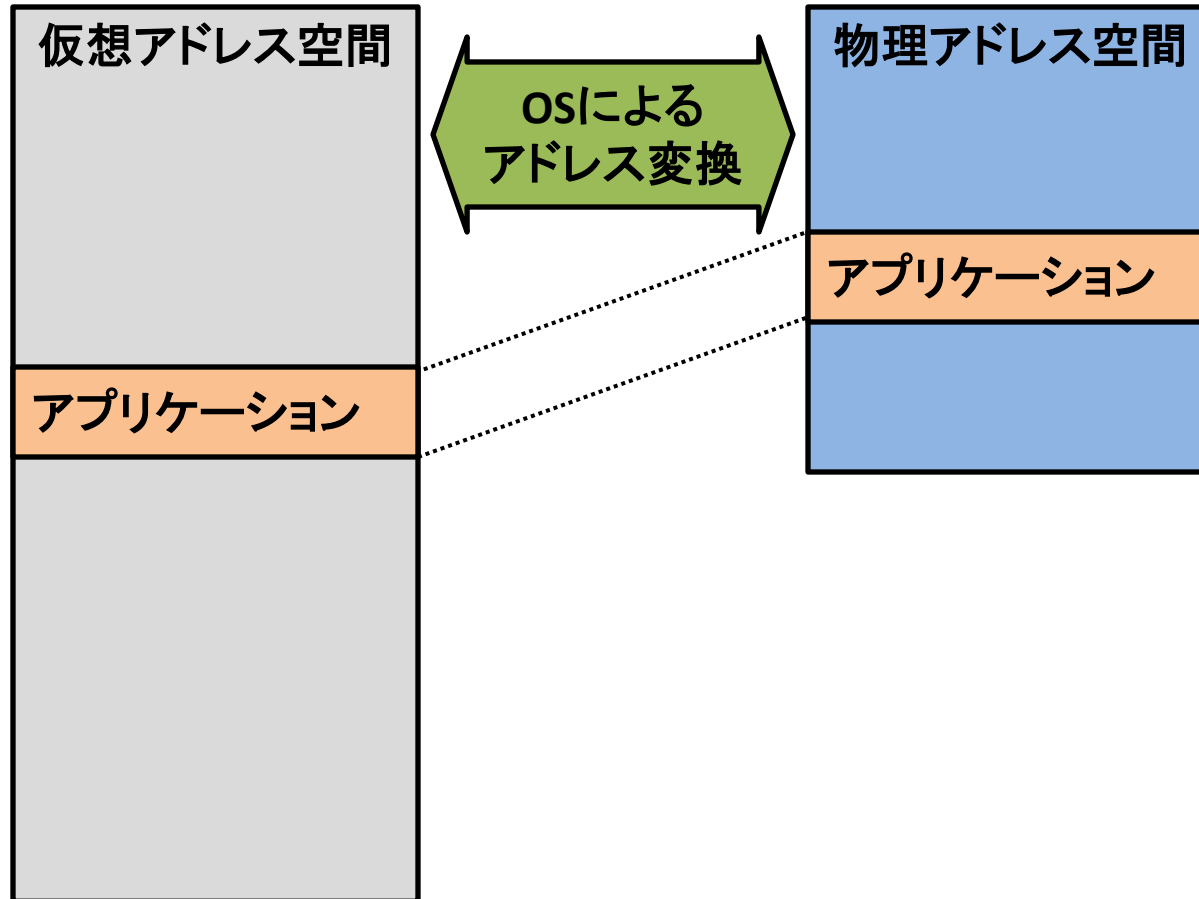 仮想アドレス空間
OSによる
アドレス変換
物理アドレス空間
アプリケーション
アプリケーション